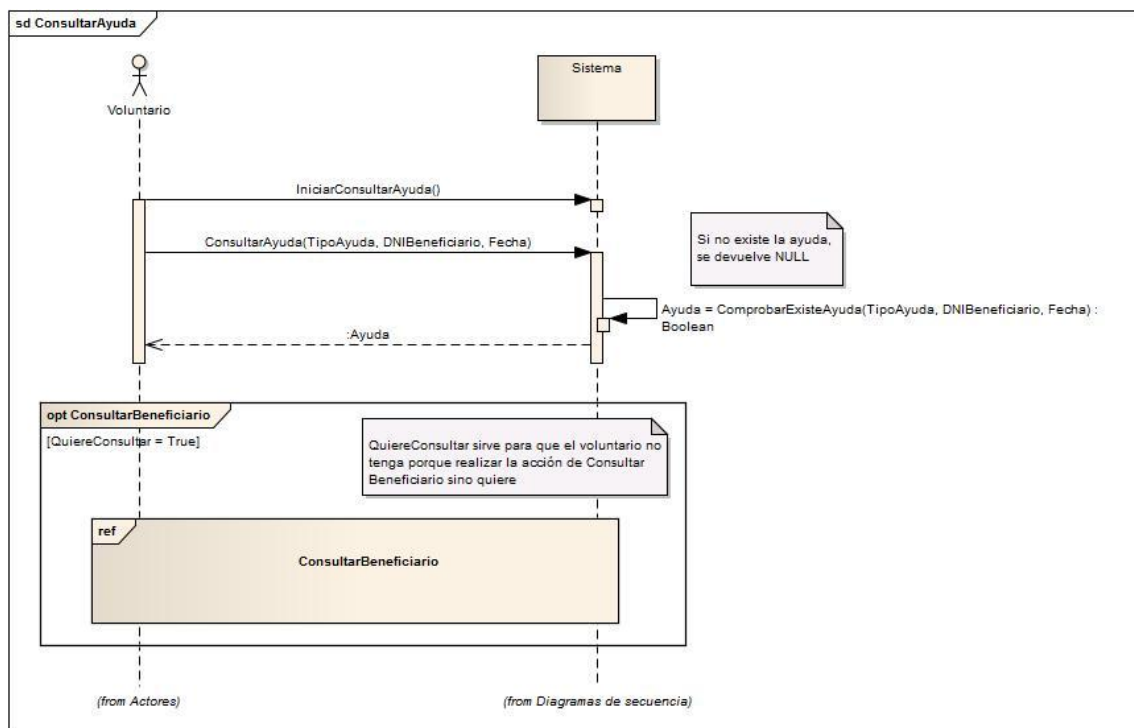 sd ConsultarAyuda
Voluntario
Sistema
IniciarConsultarAyuda()
ConsultarAyuda(TipoAyuda, DNIBeneficiario, Fecha)
Si no existe la ayuda,
se devuelve NULL
Ayuda = ComprobarExisteAyuda(TipoAyuda, DNIBeneficiario, Fecha) :
Boolean
:Ayuda
opt ConsultarBeneficiario
[QuiereConsultar = True]
QuiereConsultar sirve para que el voluntario no
tenga porque realizar la acción de Consultar
Beneficiario sino quiere
ref
ConsultarBeneficiario
(from Actores)
(from Diagramas de secuencia)